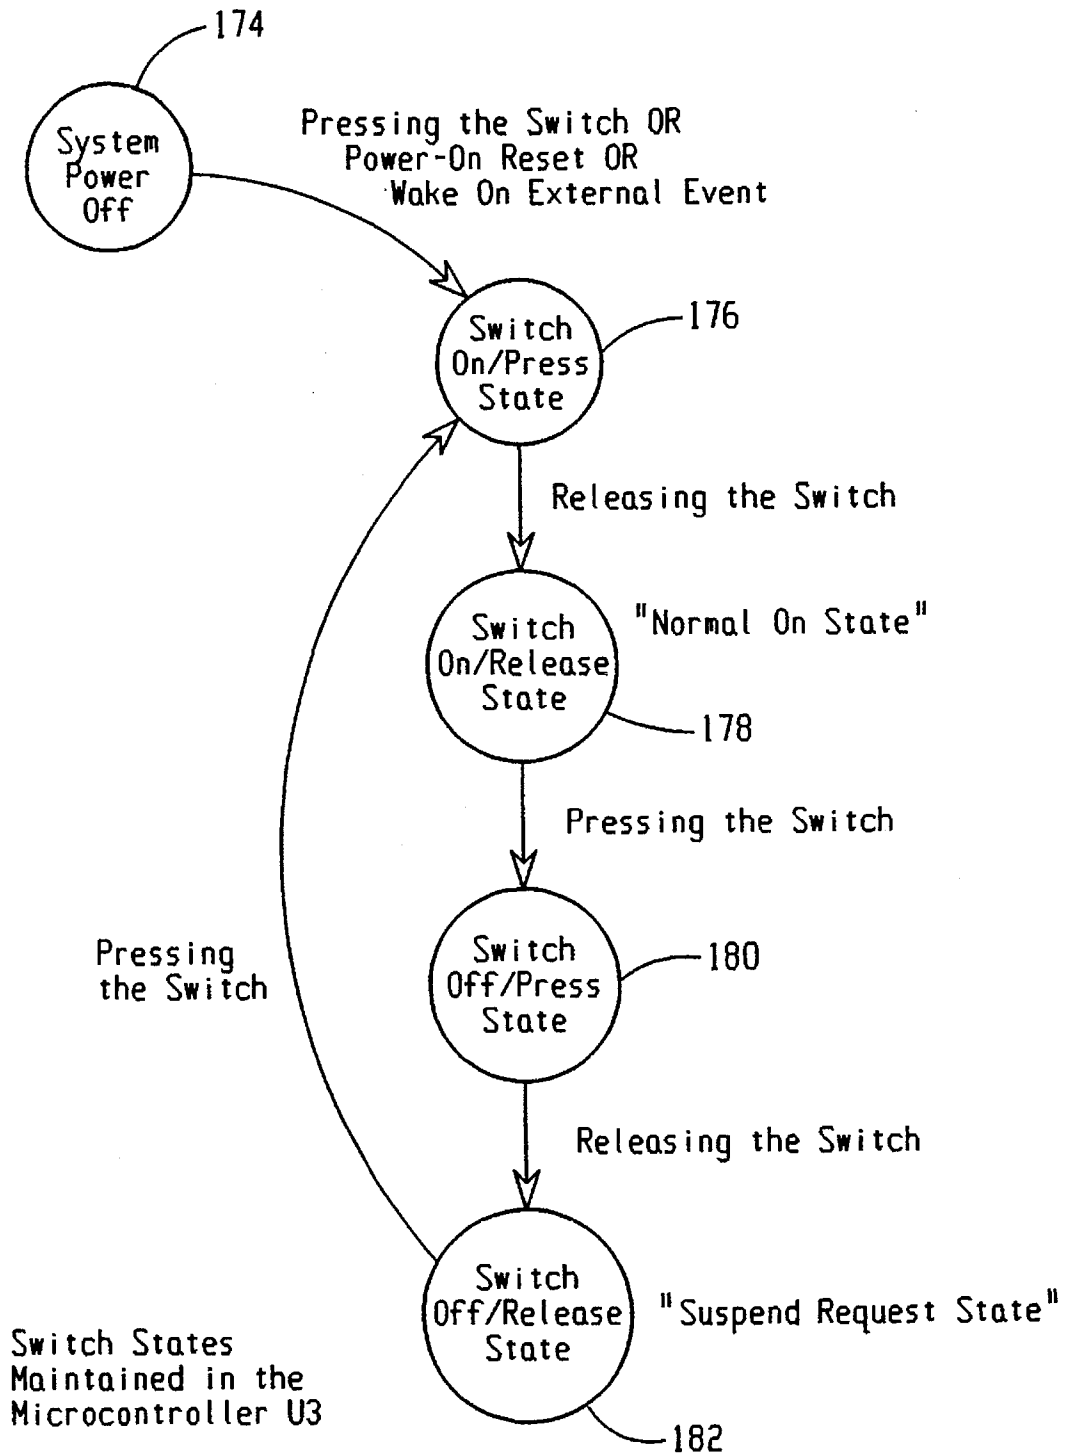 174
System
Power
Off
Pressing the Switch OR
Power-On Reset OR
Wake On External Event
Switch
On/Press
State
176
Releasing the Switch
Switch
On/Release
State
"Normal On State"
178
Pressing the Switch
Switch
Off/Press
State
180
Pressing
the Switch
Releasing the Switch
Switch
Off/Release
State
"Suspend Request State"
Switch States
Maintained in the
Microcontroller U3
182